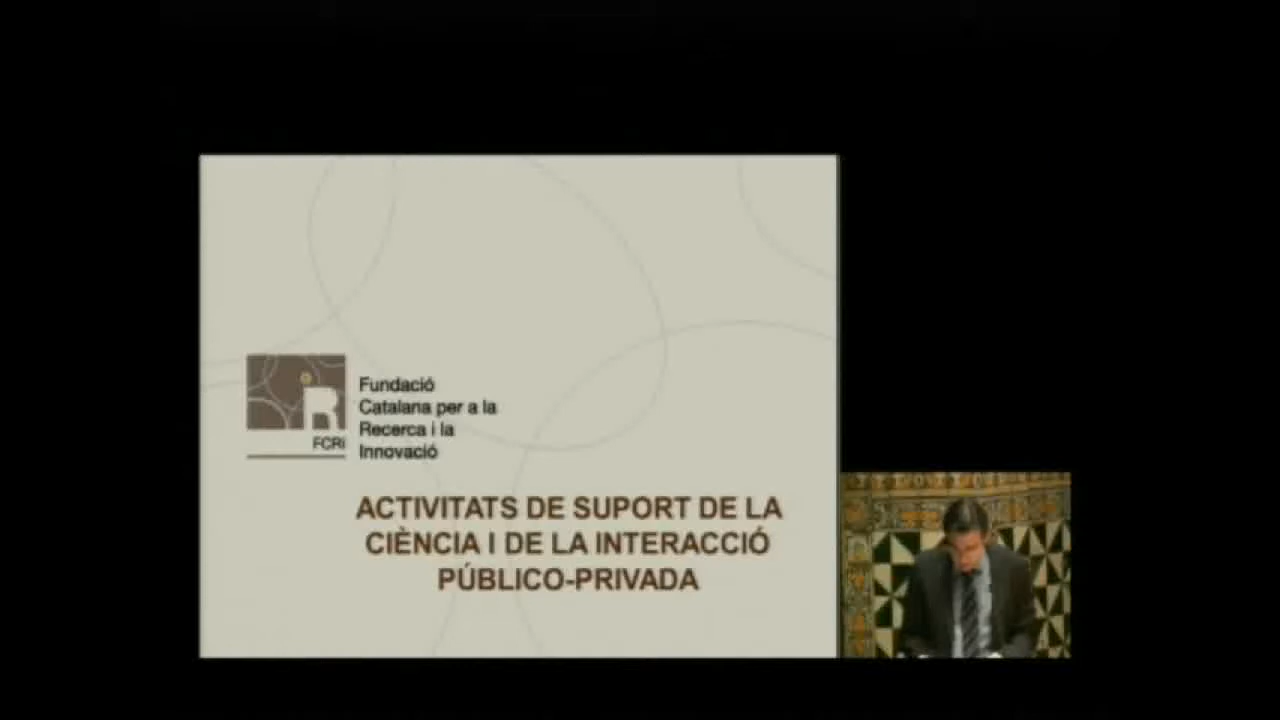 Fundació
Catalana per a la
Recerca i la
Innovació
FCRi
ACTIVITATS DE SUPORT DE LA
CIÈNCIA I DE LA INTERACCIÓ
PÚBLICO-PRIVADA